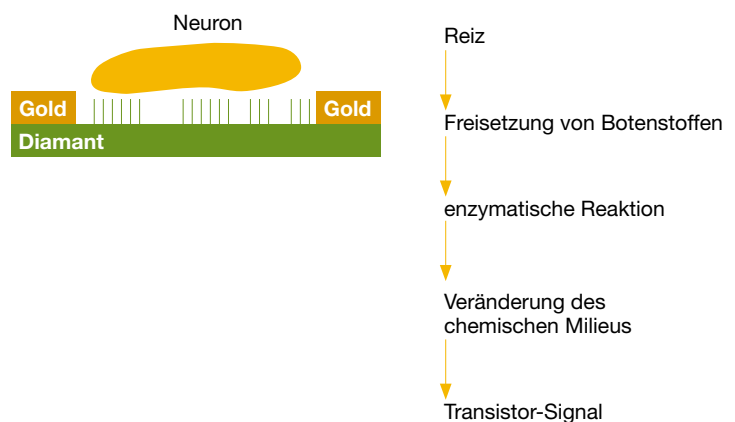 Neuron
Gold
Gold
Diamant
Reiz
Freisetzung von Botenstoffen
enzymatische Reaktion
Veränderung des
chemischen Milieus
Transistor-Signal